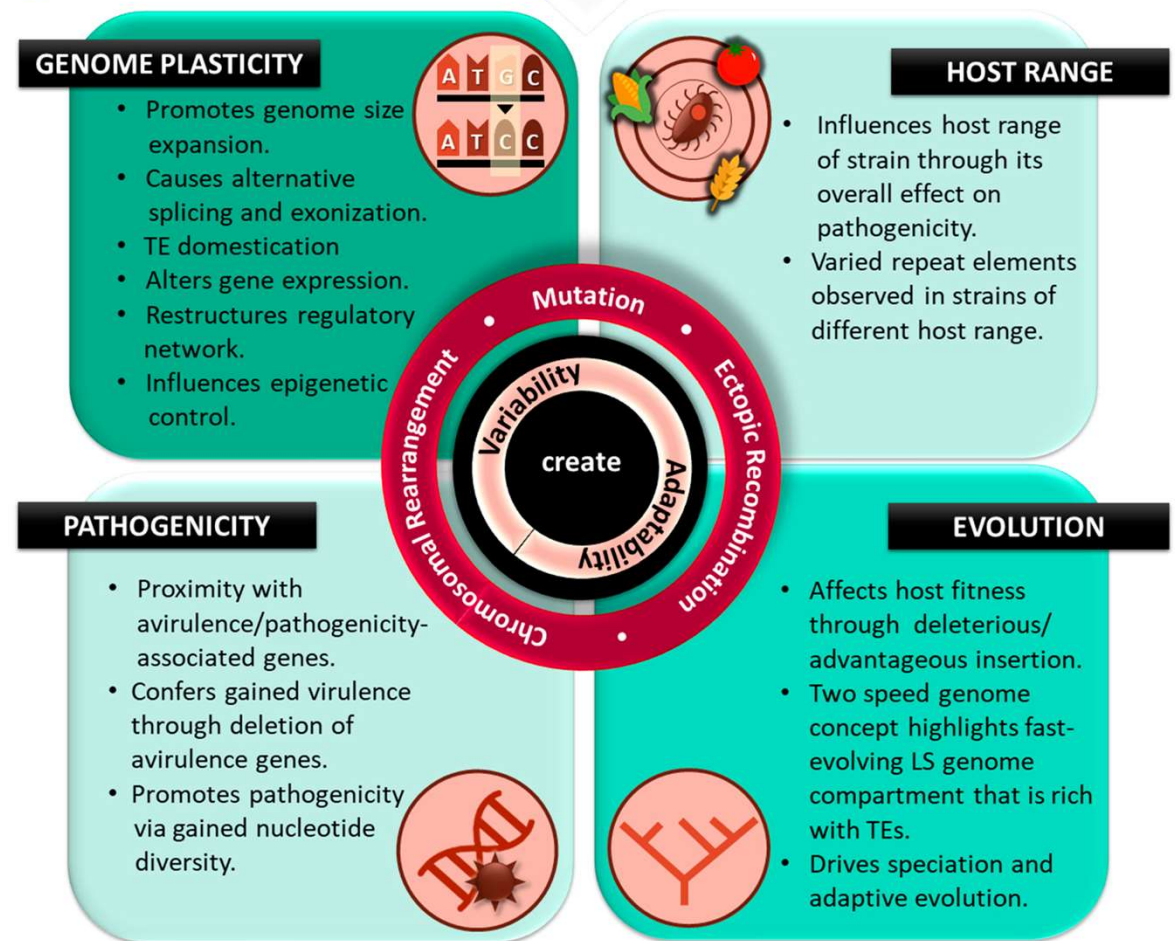 GENOME PLASTICITY
• Promotes genome size
expansion.
• Causes alternative
splicing and exonization.
• TE domestication
• Alters gene expression.
• Restructures regulatory
network.
• Influences epigenetic
control.
A T G C
A T C C
HOST RANGE
• Influences host range
of strain through its
overall effect on
pathogenicity.
• Varied repeat elements
observed in strains of
different host range.
Mutation
•
Ectopic Recombination
•
Chromosomal Rearrangement
•
Variability
Adaptability
create
PATHOGENICITY
• Proximity with
avirulence/pathogenicity-
associated genes.
• Confers gained virulence
through deletion of
avirulence genes.
• Promotes pathogenicity
via gained nucleotide
diversity.
EVOLUTION
• Affects host fitness
through deleterious/
advantageous insertion.
• Two speed genome
concept highlights fast-
evolving LS genome
compartment that is rich
with TEs.
• Drives speciation and
adaptive evolution.